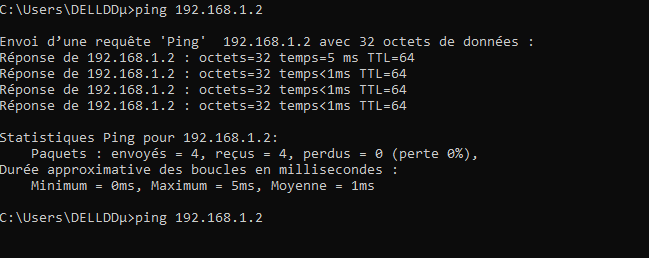 C:\Users\DELLDDµ>ping 192.168.1.2
Envoi d’une requête 'Ping'  192.168.1.2 avec 32 octets de données :
Réponse de 192.168.1.2 : octets=32 temps=5 ms TTL=64
Réponse de 192.168.1.2 : octets=32 temps<1ms TTL=64
Réponse de 192.168.1.2 : octets=32 temps<1ms TTL=64
Réponse de 192.168.1.2 : octets=32 temps<1ms TTL=64
Statistiques Ping pour 192.168.1.2:
    Paquets : envoyés = 4, reçus = 4, perdus = 0 (perte 0%),
Durée approximative des boucles en millisecondes :
    Minimum = 0ms, Maximum = 5ms, Moyenne = 1ms
C:\Users\DELLDDµ>ping 192.168.1.2